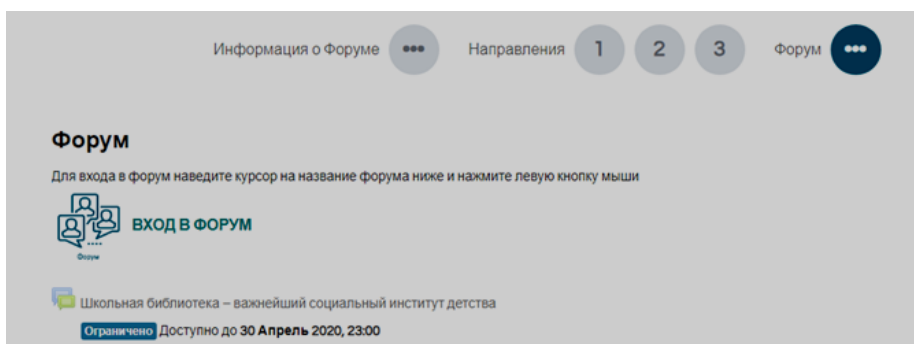 Информация о Форуме ••• Направления 1 2 3 Форум •••
Форум
Для входа в форум наведите курсор на название форума ниже и нажмите левую кнопку мыши
ВХОД В ФОРУМ
Форум
Школьная библиотека – важнейший социальный институт детства
Ограничено Доступно до 30 Апрель 2020, 23:00